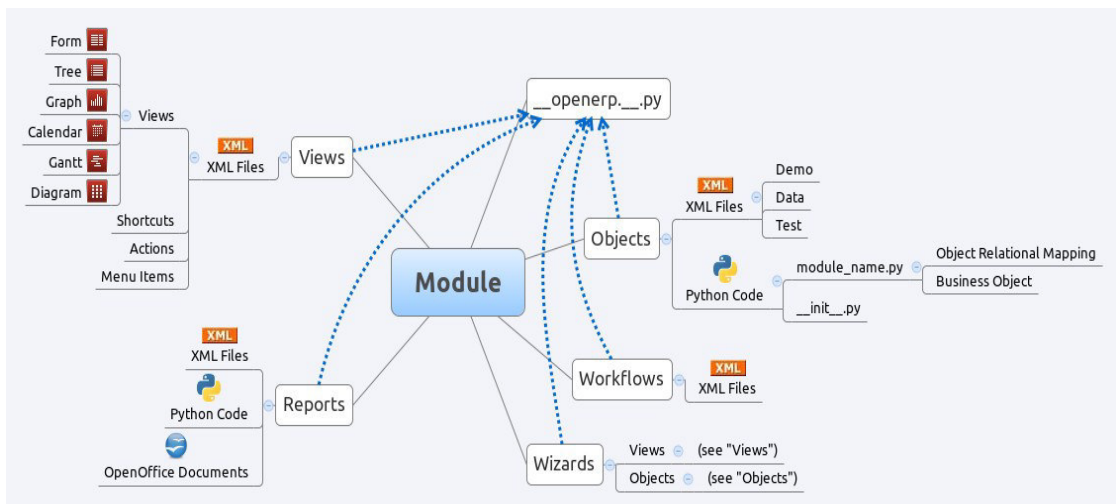 Form
Tree
Graph
Calendar
Gantt
Diagram
Views
Shortcuts
Actions
Menu Items
XML
XML Files
Views
__openerp.__.py
Module
Objects
XML
XML Files
Demo
Data
Test
Python Code
module_name.py
Object Relational Mapping
Business Object
__init__.py
XML
XML Files
Python Code
OpenOffice Documents
Reports
Workflows
XML
XML Files
Wizards
Views
(see "Views")
Objects
(see "Objects")